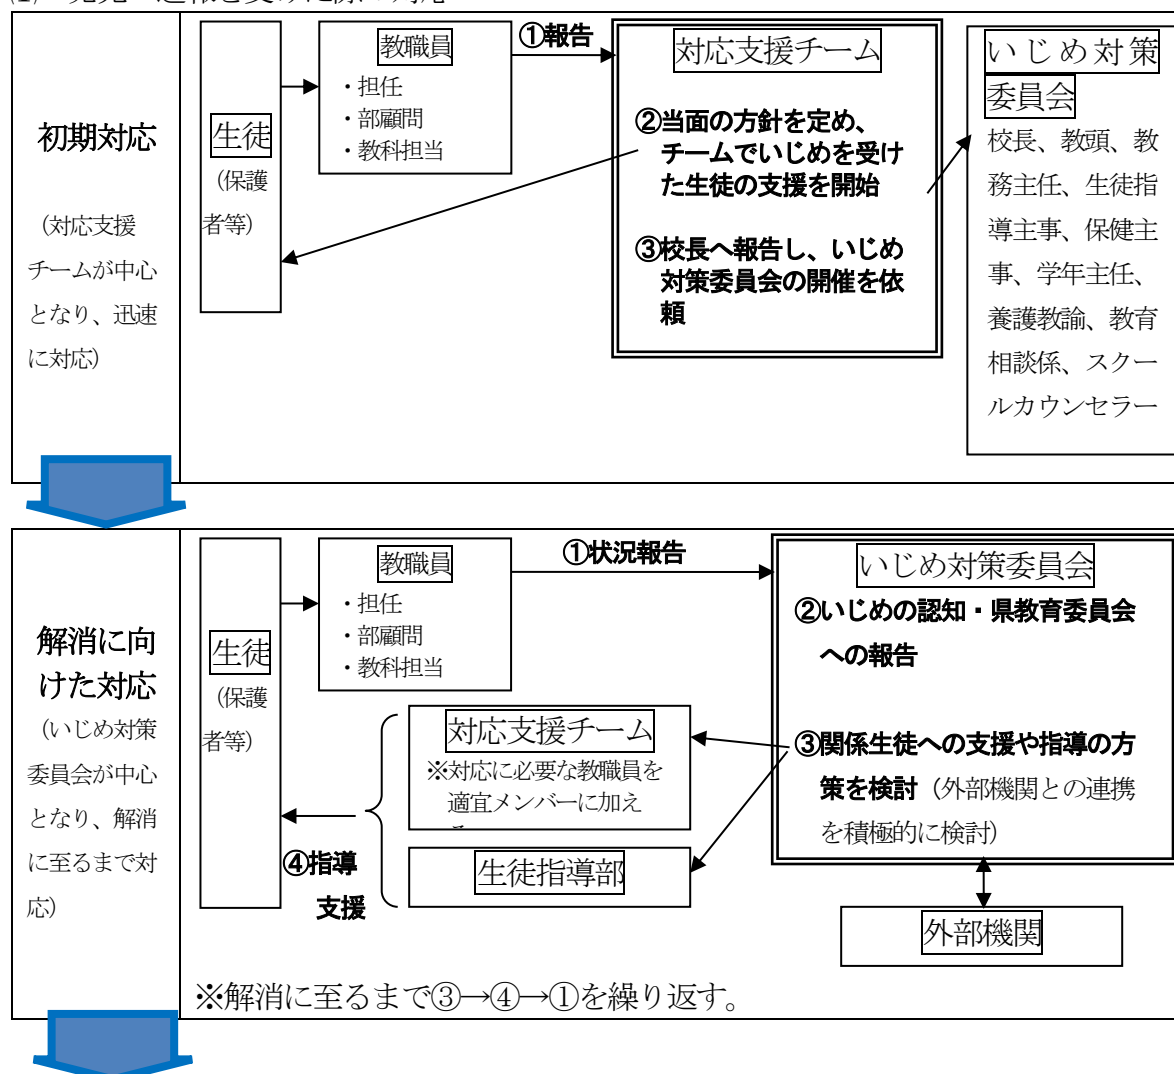 初期対応
（対応支援
チームが中心
となり、迅速
に対応）
生徒
（保護
者等）
教職員
・担任
・部顧問
・教科担当
①報告
対応支援チーム
②当面の方針を定め、
チームでいじめを受け
た生徒の支援を開始
③校長へ報告し、いじめ
対策委員会の開催を依
頼
いじめ対策
委員会
校長、教頭、教
務主任、生徒指
導主事、保健主
事、学年主任、
養護教諭、教育
相談係、スクー
ルカウンセラー
解消に向
けた対応
（いじめ対策
委員会が中心
となり、解消
に至るまで対
応）
生徒
（保護
者等）
教職員
・担任
・部顧問
・教科担当
①状況報告
いじめ対策委員会
②いじめの認知・県教育委員会
への報告
③関係生徒への支援や指導の方
策を検討（外部機関との連携
を積極的に検討）
対応支援チーム
※対応に必要な教職員を
適宜メンバーに加え
生徒指導部
④指導
支援
外部機関
※解消に至るまで③→④→①を繰り返す。